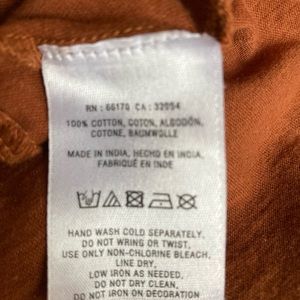 RN : 66170 CA : 32054
100% COTTON, COTON, ALGODÓN,
COTONE, BAUMWOLLE
MADE IN INDIA, HECHO EN INDIA,
FABRIQUÉ EN INDE
HAND WASH COLD SEPARATELY.
DO NOT WRING OR TWIST,
USE ONLY NON-CHLORINE BLEACH,
LINE DRY,
LOW IRON AS NEEDED,
DO NOT DRY CLEAN,
DO NOT IRON ON DECORATION